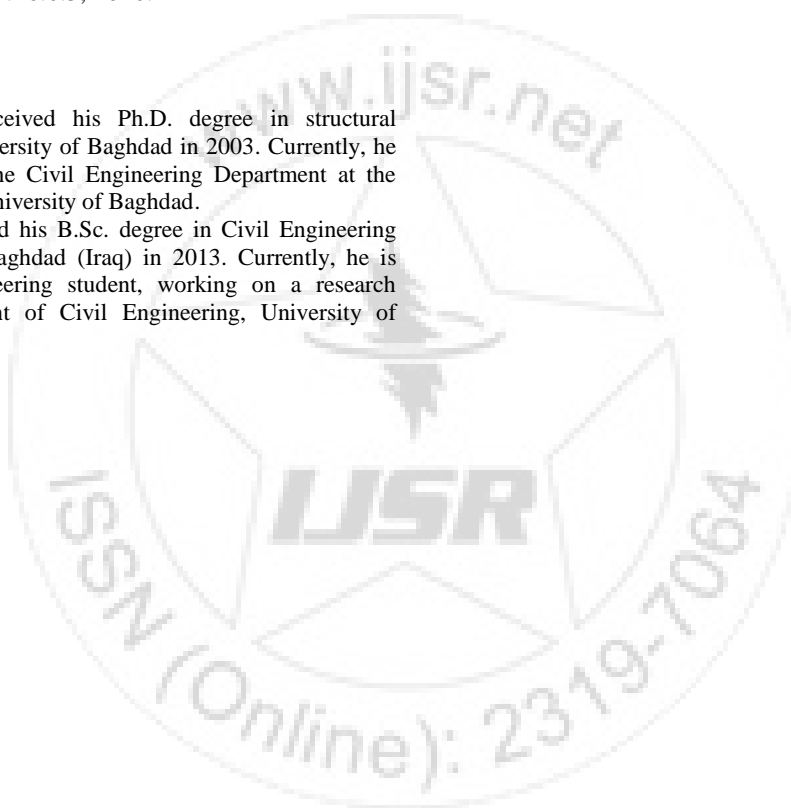 ceived his Ph.D. degree in structural
ersity of Baghdad in 2003. Currently, he
he Civil Engineering Department at the
niversity of Baghdad.
d his B.Sc. degree in Civil Engineering
aghdad (Iraq) in 2013. Currently, he is
eering student, working on a research
nt of Civil Engineering, University of
www.ijsr.net
IJSR
ISSN (Online): 2319-7064